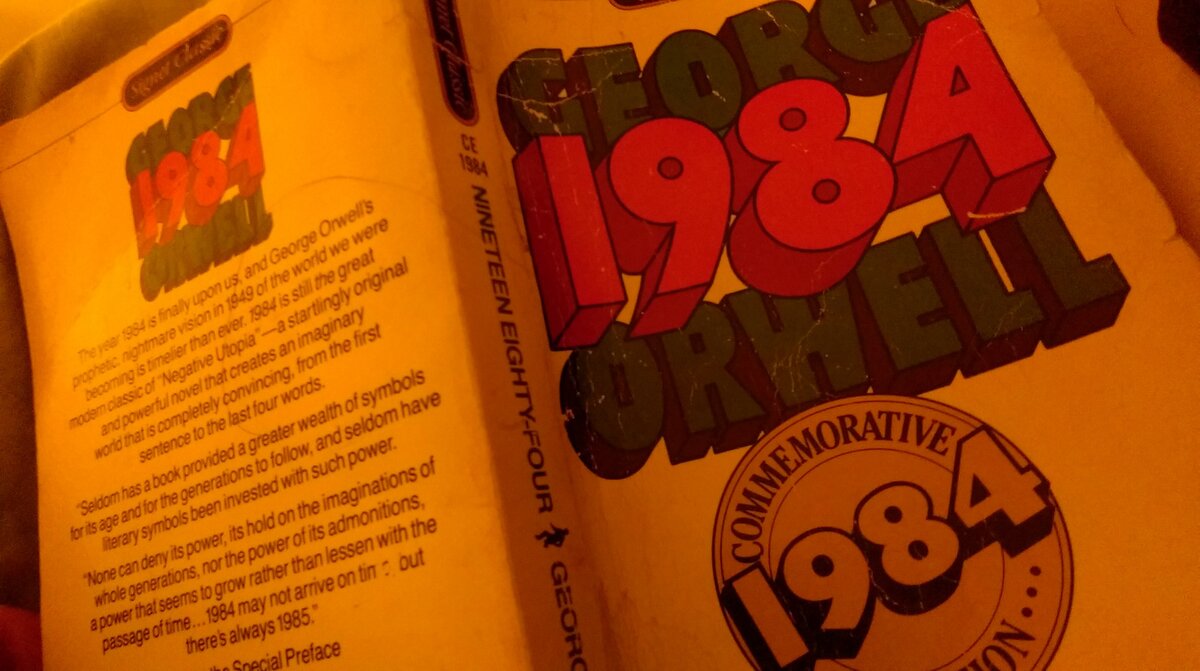 Signet Classic
GEORGE
1984
ORWELL
The year 1984 is finally upon us, and George Orwell's
prophetic, nightmare vision in 1949 of the world we were
becoming is timelier than ever. 1984 is still the great
modern classic of "Negative Utopia"—a startlingly original
and powerful novel that creates an imaginary
world that is completely convincing, from the first
sentence to the last four words.
"Seldom has a book provided a greater wealth of symbols
for its age and for the generations to follow, and seldom have
literary symbols been invested with such power.
"None can deny its power, its hold on the imaginations of
whole generations, nor the power of its admonitions,
a power that seems to grow rather than lessen with the
passage of time...1984 may not arrive on time, but
there's always 1985."
the Special Preface
Classic
CE
1984
NINETEEN EIGHTY-FOUR
GEORG
GEORGE
1984
ORWELL
COMMEMORATIVE
1984